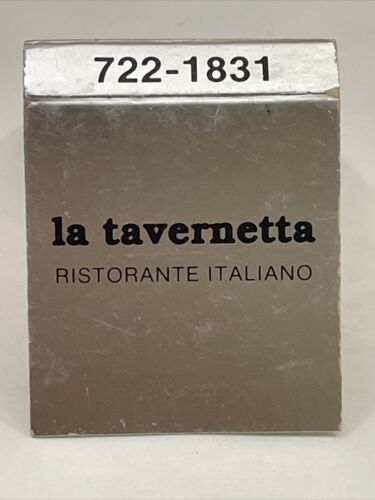 722-1831
la tavernetta
RISTORANTE ITALIANO